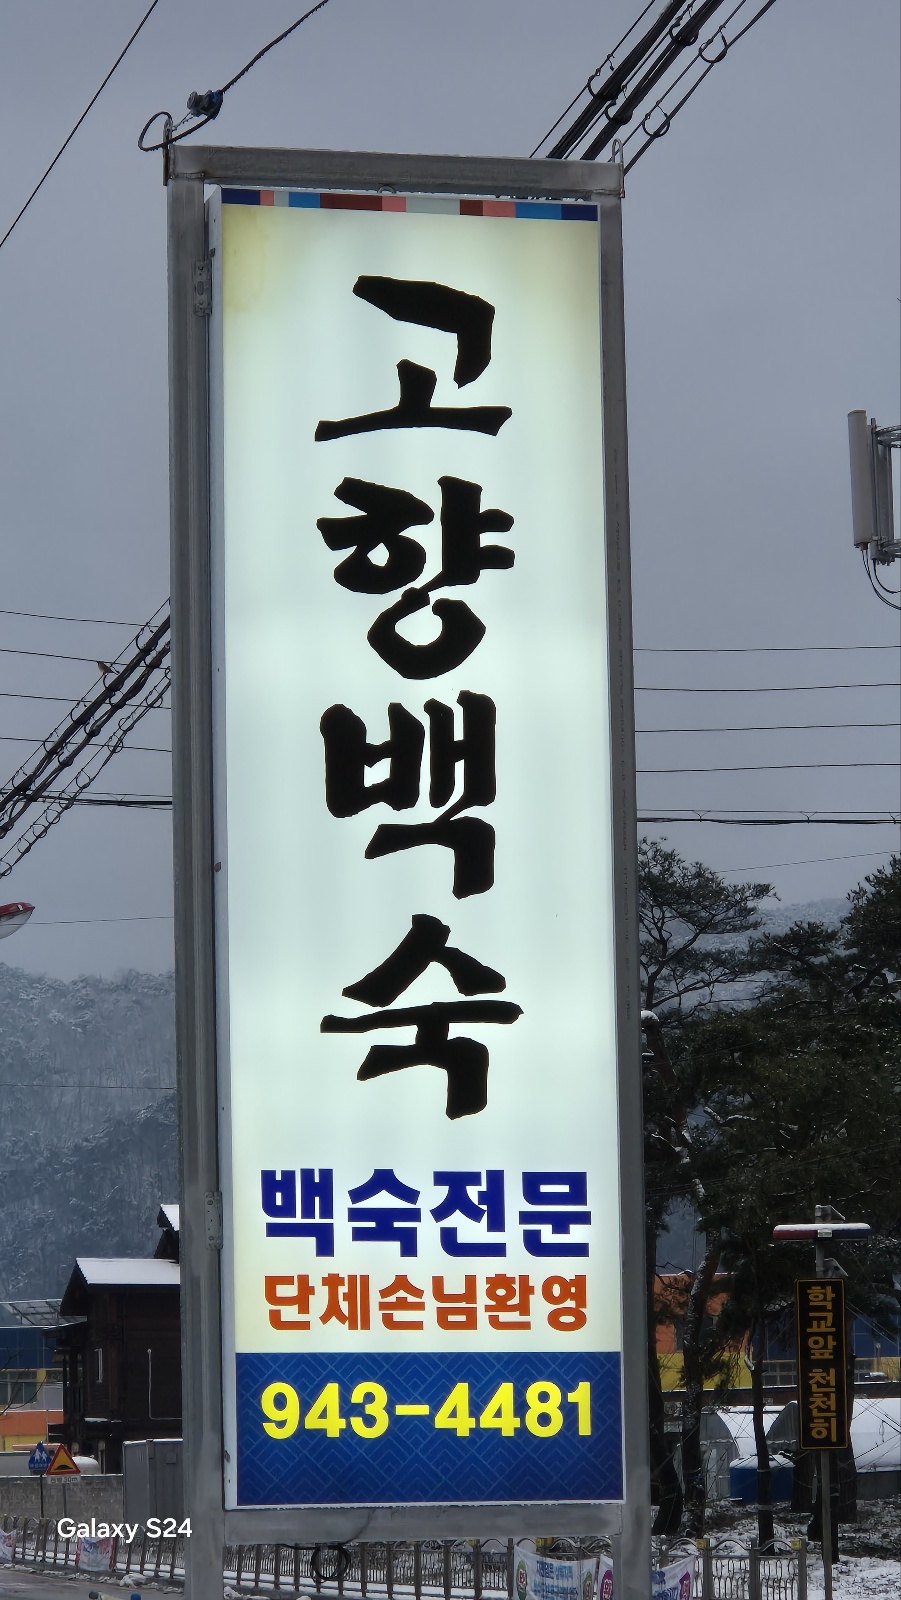 고향백숙
백숙전문
단체손님환영
943-4481
학교앞 천천히
Galaxy S24